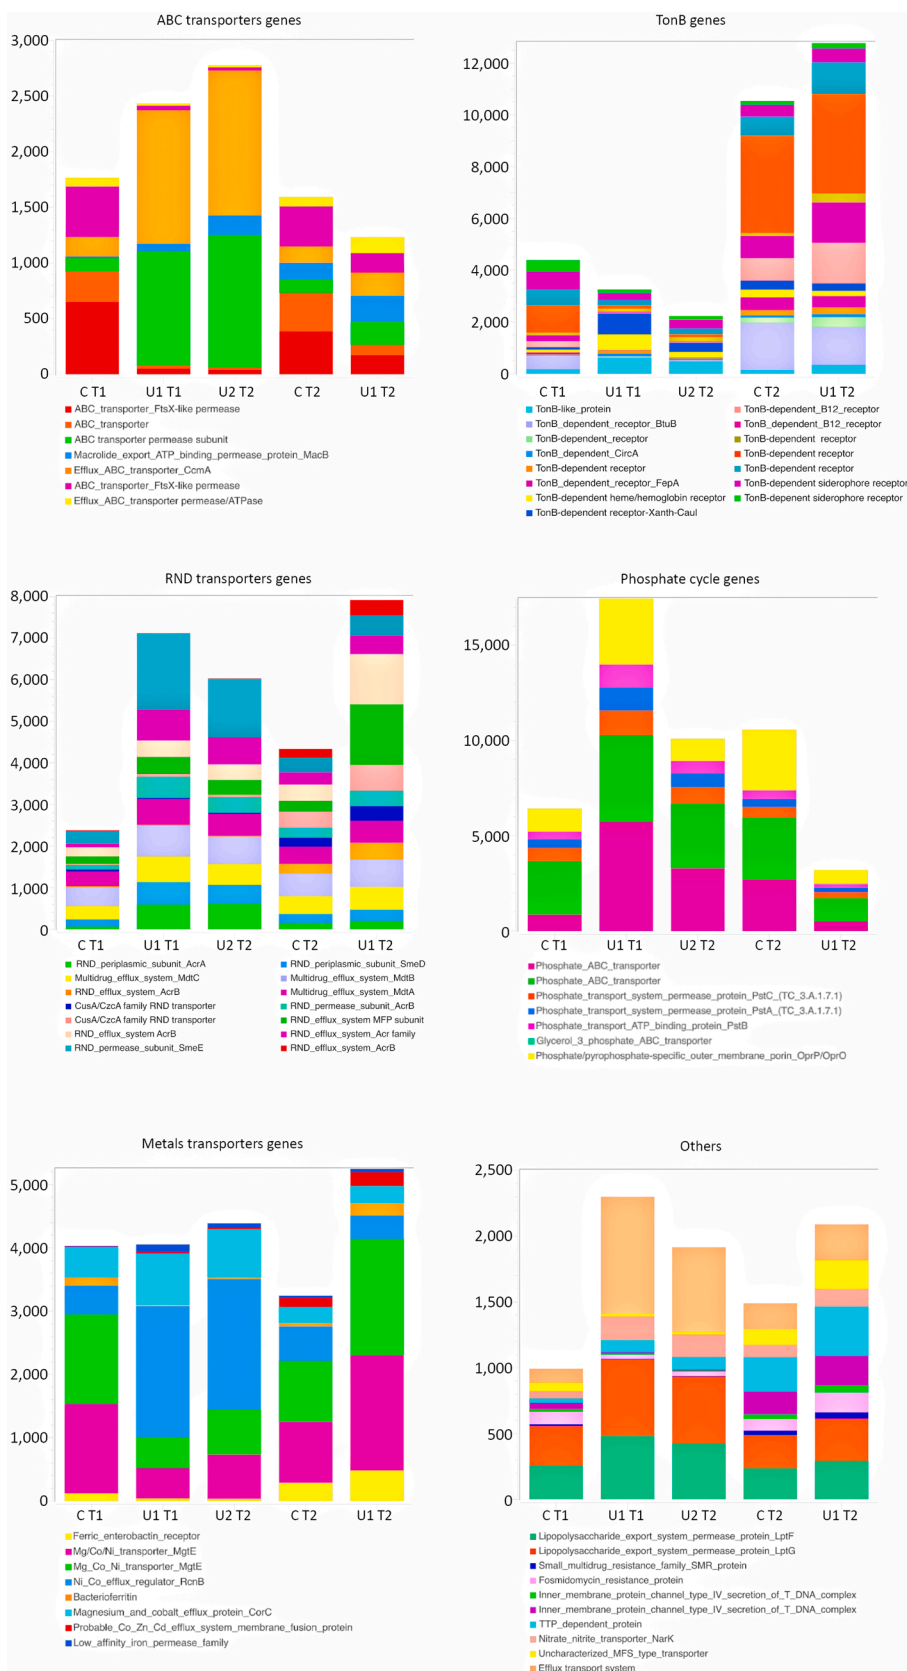 ABC transporters genes
3,000
2,500
2,000
1,500
1,000
500
0
C T1 U1 T1 U2 T2 C T2 U1 T2
ABC_transporter_FtsX-like permease
ABC_transporter
ABC transporter permease subunit
Macrolide_export_ATP_binding_permease_protein_MacB
Efflux_ABC_transporter_CcmA
ABC_transporter_FtsX-like permease
Efflux_ABC_transporter permease/ATPase
TonB genes
12,000
10,000
8,000
6,000
4,000
2,000
0
C T1 U1 T1 U2 T2 C T2 U1 T2
TonB-like_protein
TonB_dependent_receptor_BtuB
TonB-dependent_receptor
TonB-dependent_CircA
TonB-dependent receptor
TonB_dependent_receptor_FepA
TonB-dependent heme/hemoglobin receptor
TonB-dependent receptor-Xanth-Caul
TonB-dependent_B12_receptor
TonB_dependent_B12_receptor
TonB-dependent receptor
TonB-dependent receptor
TonB-dependent receptor
TonB-dependent siderophore receptor
TonB-depenent siderophore receptor
RND transporters genes
8,000
7,000
6,000
5,000
4,000
3,000
2,000
1,000
0
C T1 U1 T1 U2 T2 C T2 U1 T2
RND_periplasmic_subunit_AcrA
Multidrug_efflux_system_MdtC
RND_efflux_system_AcrB
CusA/CzcA family RND transporter
CusA/CzcA family RND transporter
RND_efflux_system AcrB
RND_permease_subunit_SmeE
RND_periplasmic_subunit_SmeD
Multidrug_efflux_system_MdtB
Multidrug_efflux_system_MdtA
RND_permease subunit_AcrB
RND_efflux_system MFP subunit
RND_efflux_system_Acr family
RND_efflux_system_AcrB
Phosphate cycle genes
15,000
10,000
5,000
0
C T1 U1 T1 U2 T2 C T2 U1 T2
Phosphate_ABC_transporter
Phosphate_ABC_transporter
Phosphate_transport_system_permease_protein_PstC_(TC_3.A.1.7.1)
Phosphate_transport_system_permease_protein_PstA_(TC_3.A.1.7.1)
Phosphate_transport_ATP_binding_protein_PstB
Glycerol_3_phosphate_ABC_transporter
Phosphate/pyrophosphate-specific_outer_membrane_porin_OprP/OprO
Metals transporters genes
5,000
4,000
3,000
2,000
1,000
0
C T1 U1 T1 U2 T2 C T2 U1 T2
Ferric_enterobactin_receptor
Mg/Co/Ni_transporter_MgtE
Mg_Co_Ni_transporter_MgtE
Ni_Co_efflux_regulator_RcnB
Bacterioferritin
Magnesium_and_cobalt_efflux_protein_CorC
Probable_Co_Zn_Cd_efflux_system_membrane_fusion_protein
Low_affinity_iron_permease_family
Others
2,500
2,000
1,500
1,000
500
0
C T1 U1 T1 U2 T2 C T2 U1 T2
Lipopolysaccharide_export_system_permease_protein_LptF
Lipopolysaccharide_export_system_permease_protein_LptG
Small_multidrug_resistance_family_SMR_protein
Fosmidomycin_resistance_protein
Inner_membrane_protein_channel_type_IV_secretion_of_T_DNA_complex
Inner_membrane_protein_channel_type_IV_secretion_of_T_DNA_complex
TTP_dependent_protein
Nitrate_nitrite_transporter_NarK
Uncharacterized_MFS_type_transporter
Efflux transport system